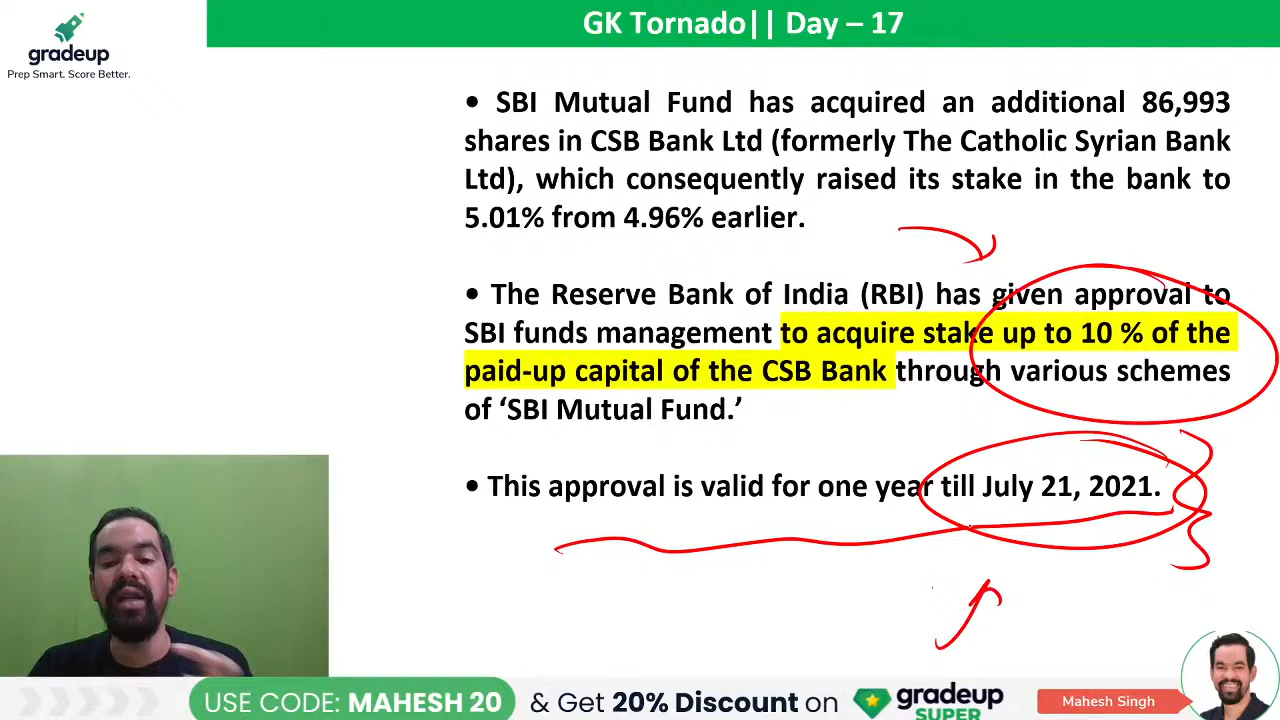 GK Tornado|| Day – 17
gradeup
Prep Smart. Score Better.
• SBI Mutual Fund has acquired an additional 86,993
shares in CSB Bank Ltd (formerly The Catholic Syrian Bank
Ltd), which consequently raised its stake in the bank to
5.01% from 4.96% earlier.
• The Reserve Bank of India (RBI) has given approval to
SBI funds management to acquire stake up to 10 % of the
paid-up capital of the CSB Bank through various schemes
of ‘SBI Mutual Fund.’
• This approval is valid for one year till July 21, 2021.
USE CODE: MAHESH 20 & Get 20% Discount on
gradeup
SUPER
Mahesh Singh